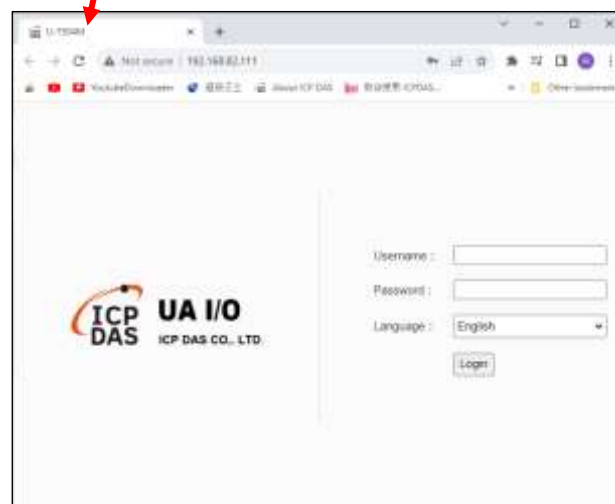 Not secure 192.168.82.111
YoutubeDownloader About ICP DAS Other bookmarks
Username :
Password :
Language : English
Login
ICP
DAS
UA I/O
ICP DAS CO., LTD